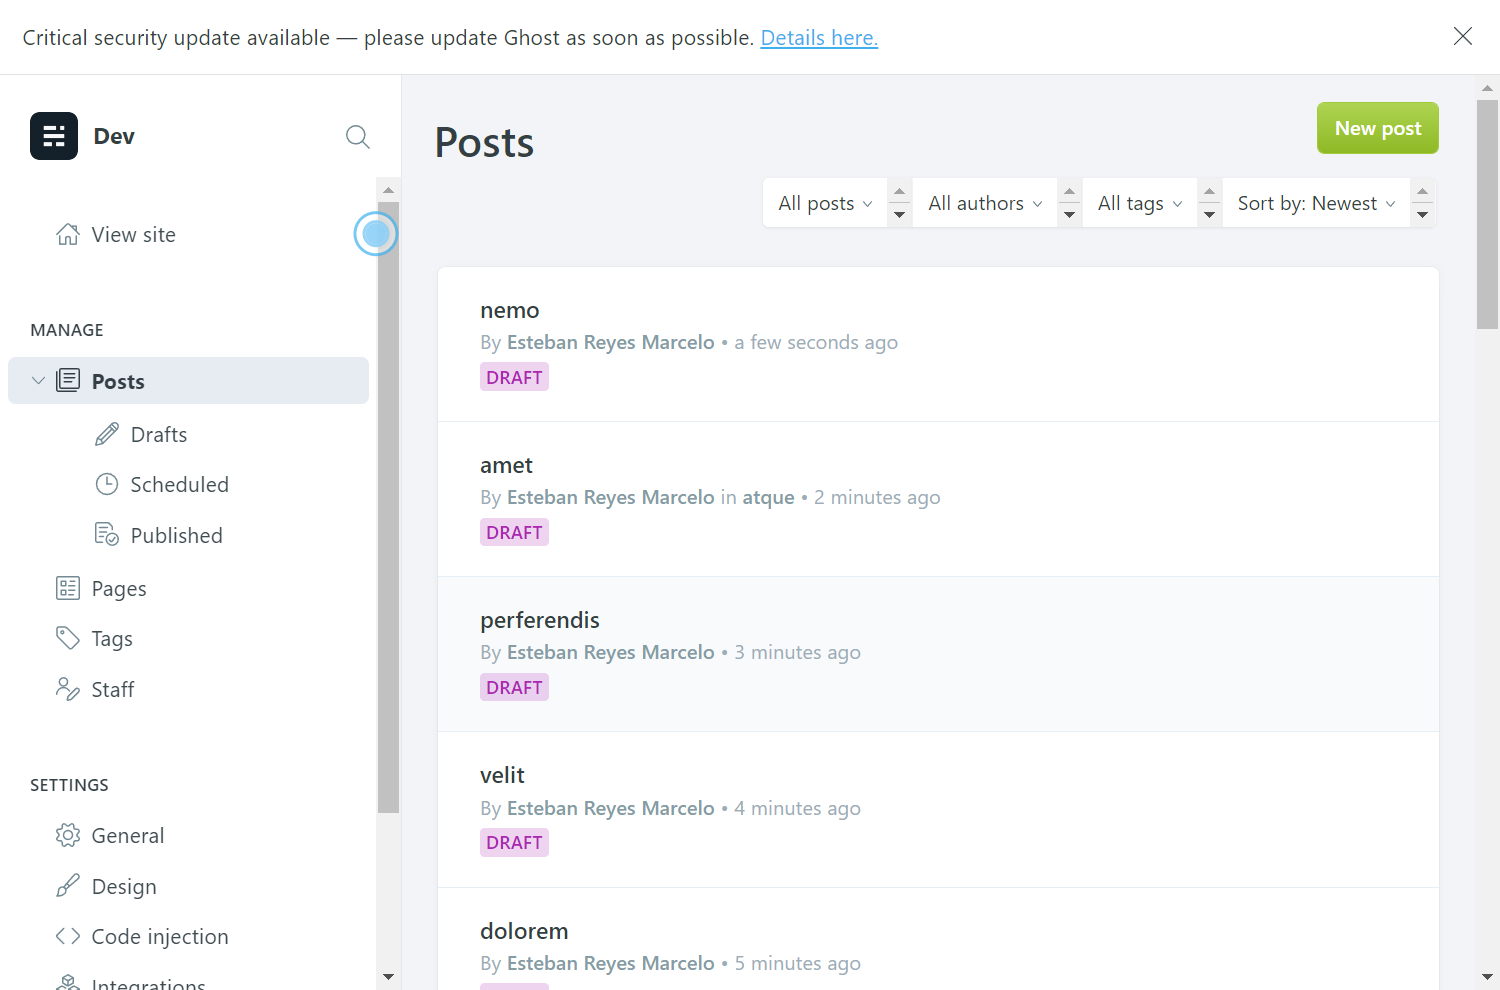 Critical security update available — please update Ghost as soon as possible. Details here.
Dev
View site
MANAGE
Posts
Drafts
Scheduled
Published
Pages
Tags
Staff
SETTINGS
General
Design
Code injection
Integrations
Posts
New post
All posts
All authors
All tags
Sort by: Newest
nemo
By Esteban Reyes Marcelo • a few seconds ago
DRAFT
amet
By Esteban Reyes Marcelo in atque • 2 minutes ago
DRAFT
perferendis
By Esteban Reyes Marcelo • 3 minutes ago
DRAFT
velit
By Esteban Reyes Marcelo • 4 minutes ago
DRAFT
dolorem
By Esteban Reyes Marcelo • 5 minutes ago